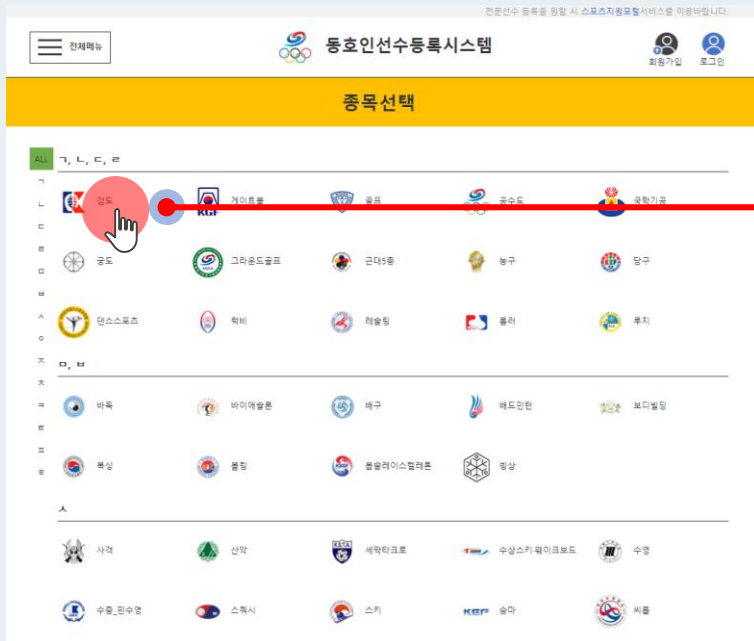 전문선수 등록을 원할 시 스포츠지원포털서비스를 이용바랍니다.
전체메뉴
동호인선수등록시스템
회원가입
로그인
종목선택
ALL
ㄱ, ㄴ, ㄷ, ㄹ
ㄱ
ㄴ
ㄷ
ㄹ
ㅁ
ㅂ
ㅅ
ㅇ
ㅈ
ㅊ
ㅋ
ㅌ
ㅍ
ㅎ
검도
KGF 게이트볼
골프
공수도
국학기공
궁도
그라운드골프
근대5종
농구
당구
댄스스포츠
럭비
레슬링
롤러
루지
ㅁ, ㅂ
바둑
바이애슬론
배구
배드민턴
보디빌딩
복싱
볼링
봅슬레이스켈레톤
빙상
ㅅ
사격
산악
KSTA 세팍타크로
수상스키·웨이크보드
수영
수중_핀수영
스쿼시
스키
KEF 승마
씨름